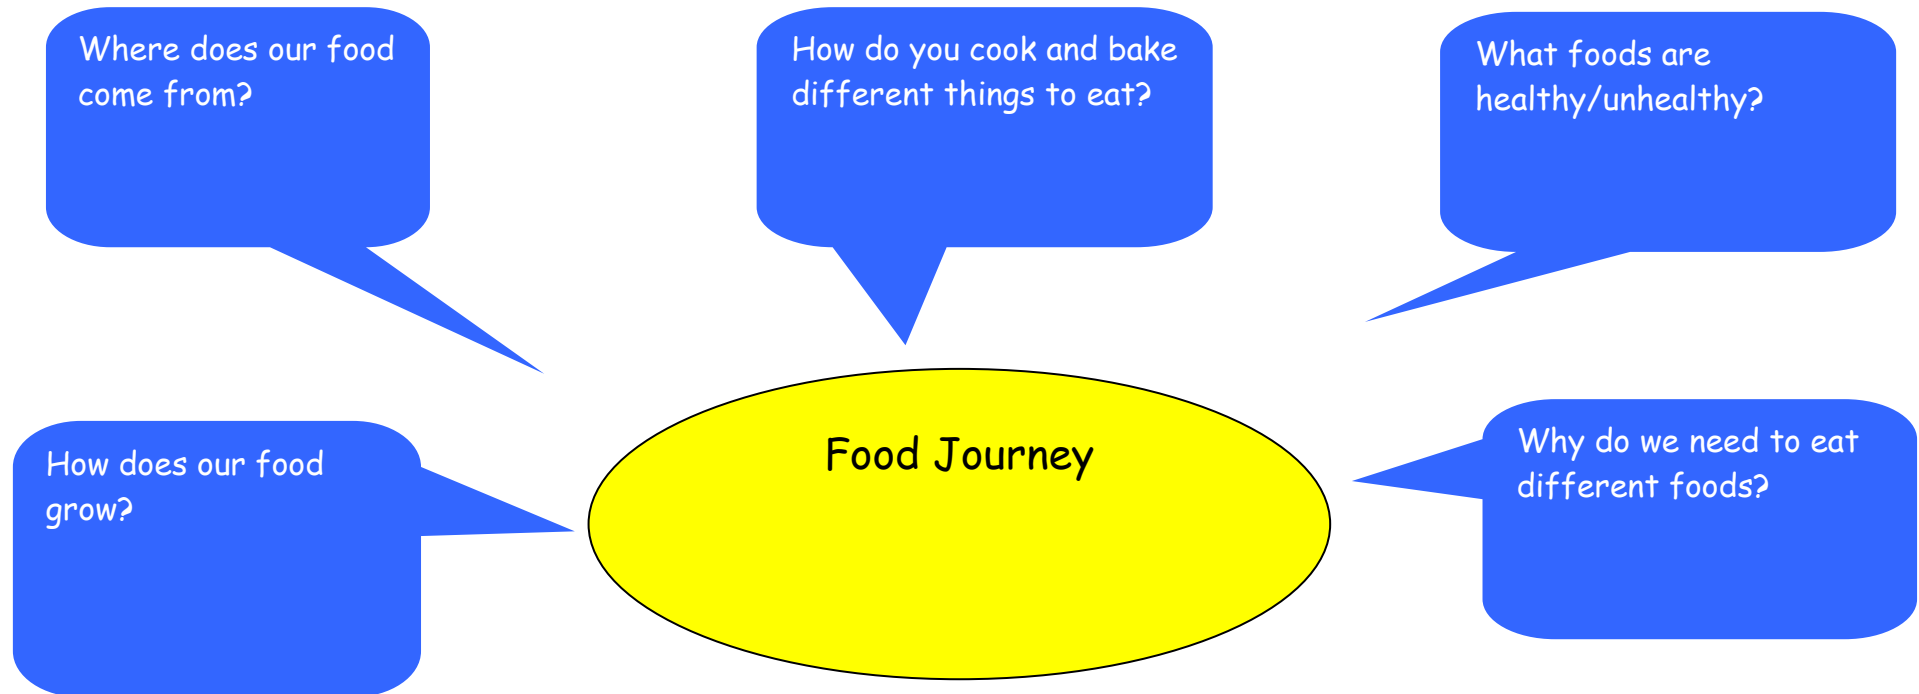 Where does our food
come from?
How do you cook and bake
different things to eat?
What foods are
healthy/unhealthy?
How does our food
grow?
Food Journey
Why do we need to eat
different foods?